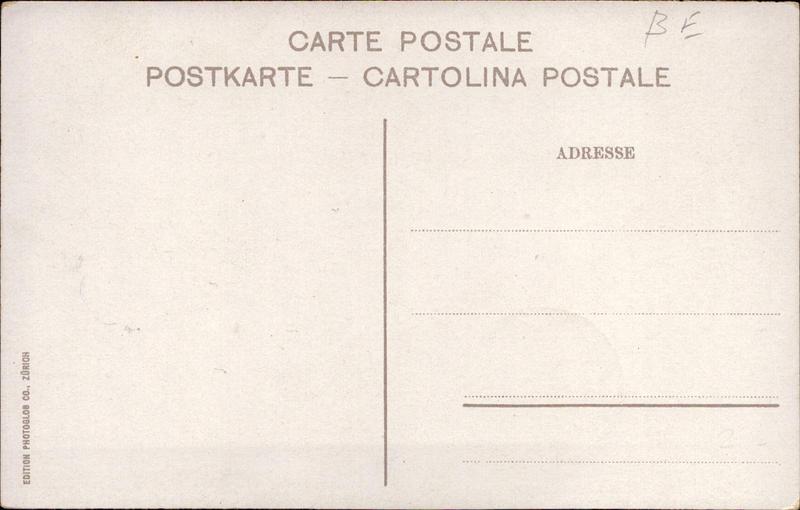 BE
CARTE POSTALE
POSTKARTE — CARTOLINA POSTALE
ADRESSE
EDITION PHOTOGLOB CO., ZÜRICH